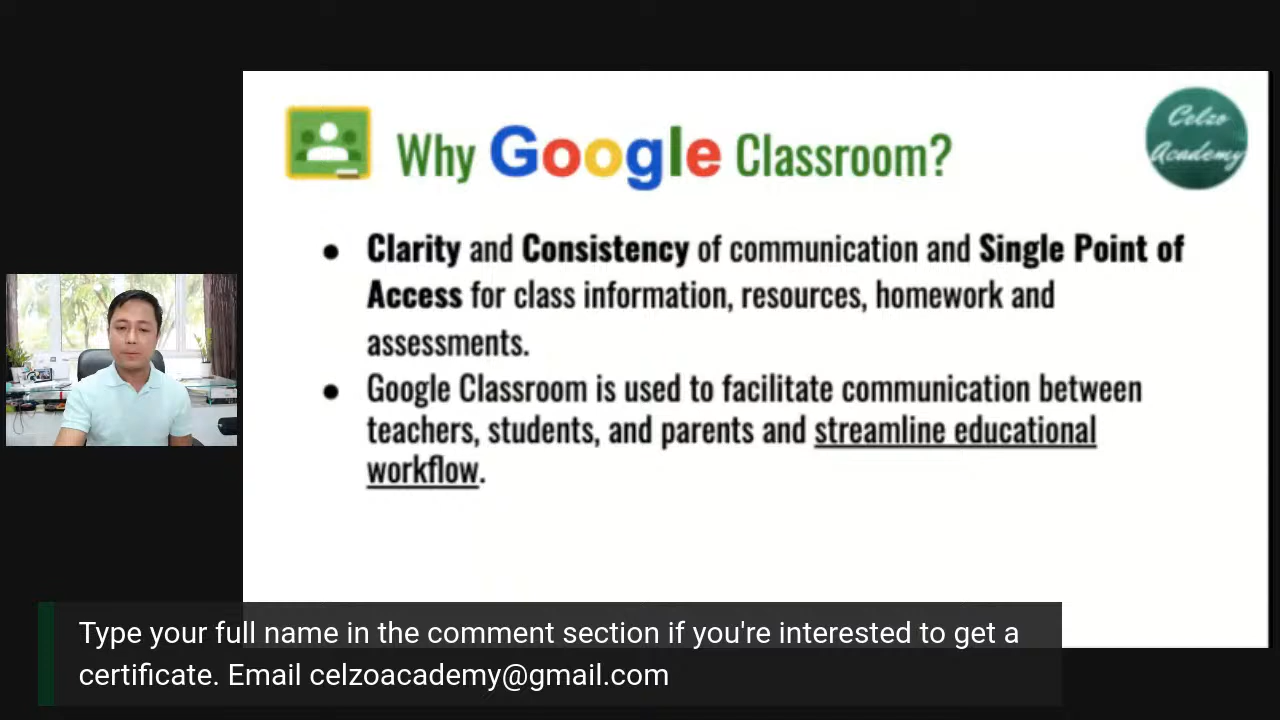 Why Google Classroom?
Celzo
Academy
● Clarity and Consistency of communication and Single Point of
Access for class information, resources, homework and
assessments.
● Google Classroom is used to facilitate communication between
teachers, students, and parents and streamline educational
workflow.
Type your full name in the comment section if you're interested to get a
certificate. Email celzoacademy@gmail.com